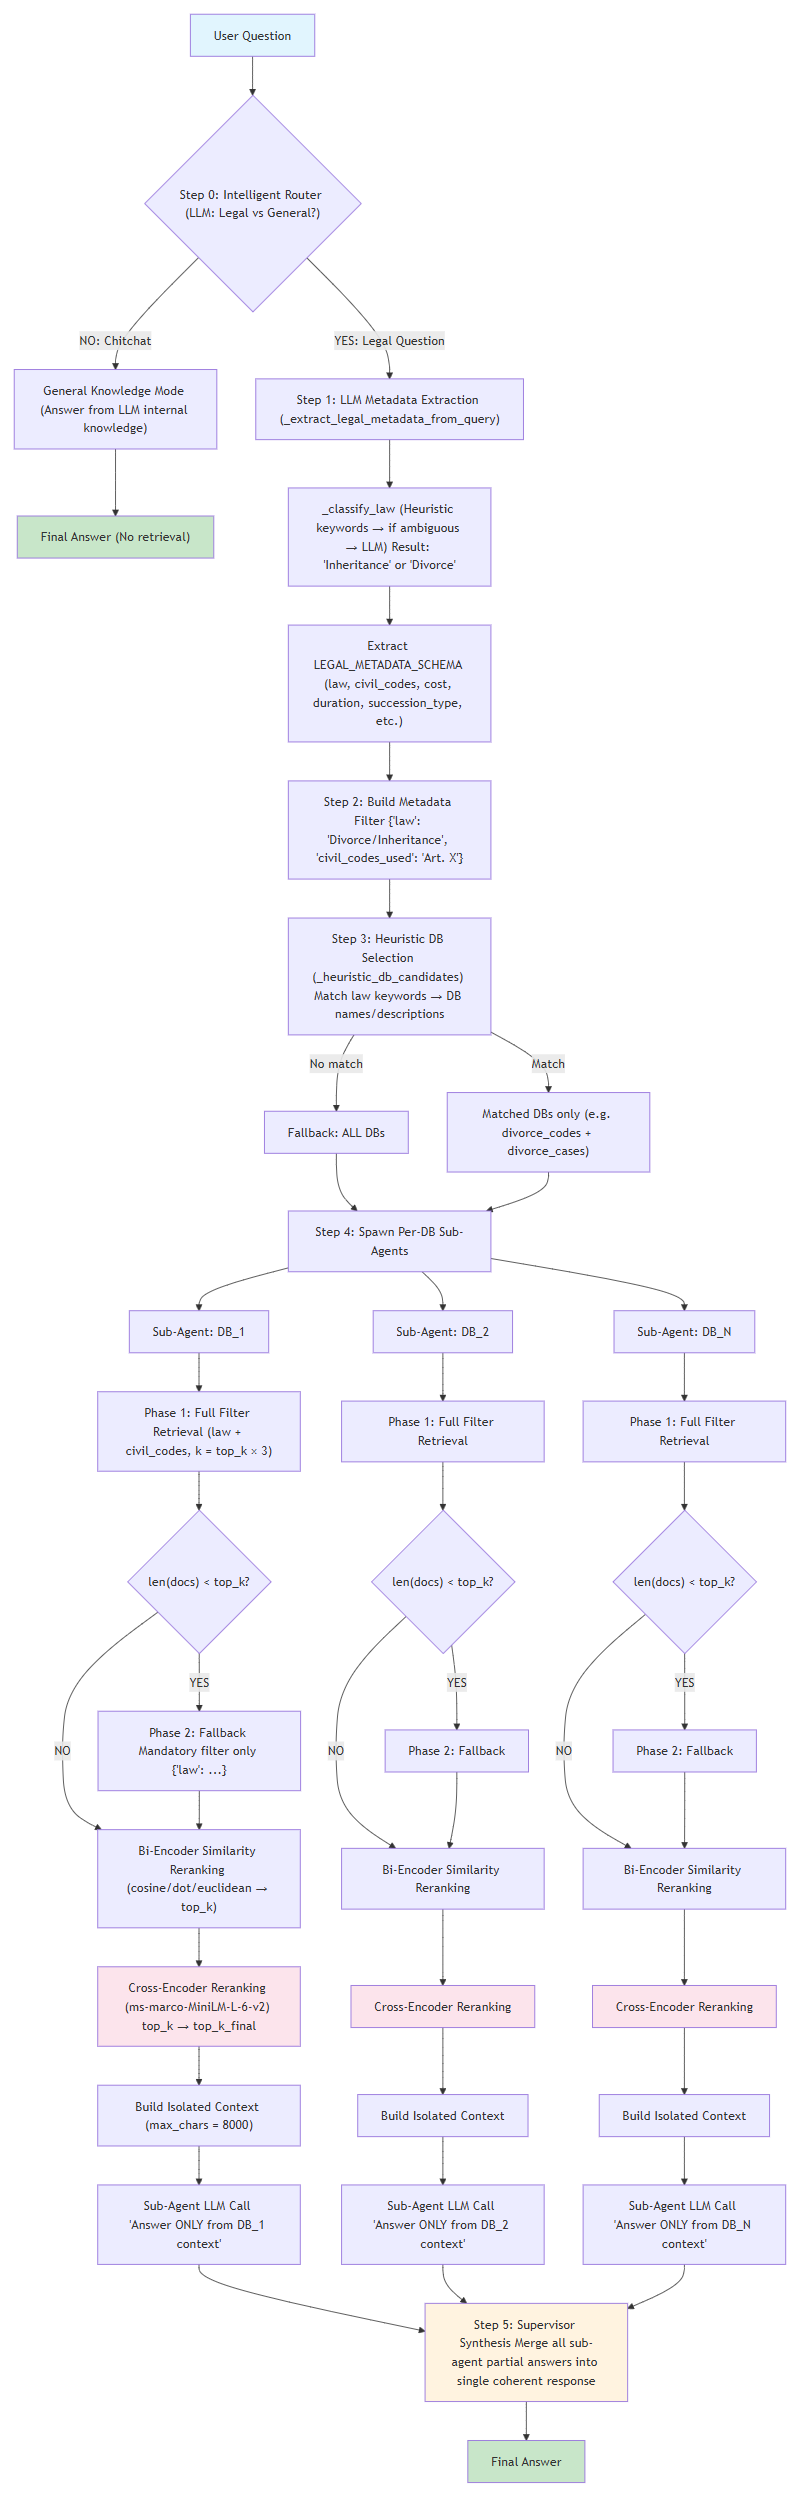 User Question
Step 0: Intelligent Router
(LLM: Legal vs General?)
NO: Chitchat
YES: Legal Question
General Knowledge Mode
(Answer from LLM internal
knowledge)
Step 1: LLM Metadata Extraction
(_extract_legal_metadata_from_query)
Final Answer (No retrieval)
_classify_law (Heuristic
keywords → if ambiguous
→ LLM) Result:
'Inheritance' or 'Divorce'
Extract
LEGAL_METADATA_SCHEMA
(law, civil_codes, cost,
duration, succession_type,
etc.)
Step 2: Build Metadata
Filter {'law':
'Divorce/Inheritance',
'civil_codes_used': 'Art. X'}
Step 3: Heuristic DB
Selection
(_heuristic_db_candidates)
Match law keywords → DB
names/descriptions
No match
Match
Fallback: ALL DBs
Matched DBs only (e.g.
divorce_codes +
divorce_cases)
Step 4: Spawn Per-DB Sub-
Agents
Sub-Agent: DB_1
Sub-Agent: DB_2
Sub-Agent: DB_N
Phase 1: Full Filter
Retrieval (law +
civil_codes, k = top_k × 3)
Phase 1: Full Filter
Retrieval
Phase 1: Full Filter
Retrieval
len(docs) < top_k?
len(docs) < top_k?
len(docs) < top_k?
YES
YES
YES
NO
NO
NO
Phase 2: Fallback
Mandatory filter only
{'law': ...}
Phase 2: Fallback
Phase 2: Fallback
Bi-Encoder Similarity
Reranking
(cosine/dot/euclidean →
top_k)
Bi-Encoder Similarity
Reranking
Bi-Encoder Similarity
Reranking
Cross-Encoder Reranking
(ms-marco-MiniLM-L-6-v2)
top_k → top_k_final
Cross-Encoder Reranking
Cross-Encoder Reranking
Build Isolated Context
(max_chars = 8000)
Build Isolated Context
Build Isolated Context
Sub-Agent LLM Call
'Answer ONLY from DB_1
context'
Sub-Agent LLM Call
'Answer ONLY from DB_2
context'
Sub-Agent LLM Call
'Answer ONLY from DB_N
context'
Step 5: Supervisor
Synthesis Merge all sub-
agent partial answers into
single coherent response
Final Answer